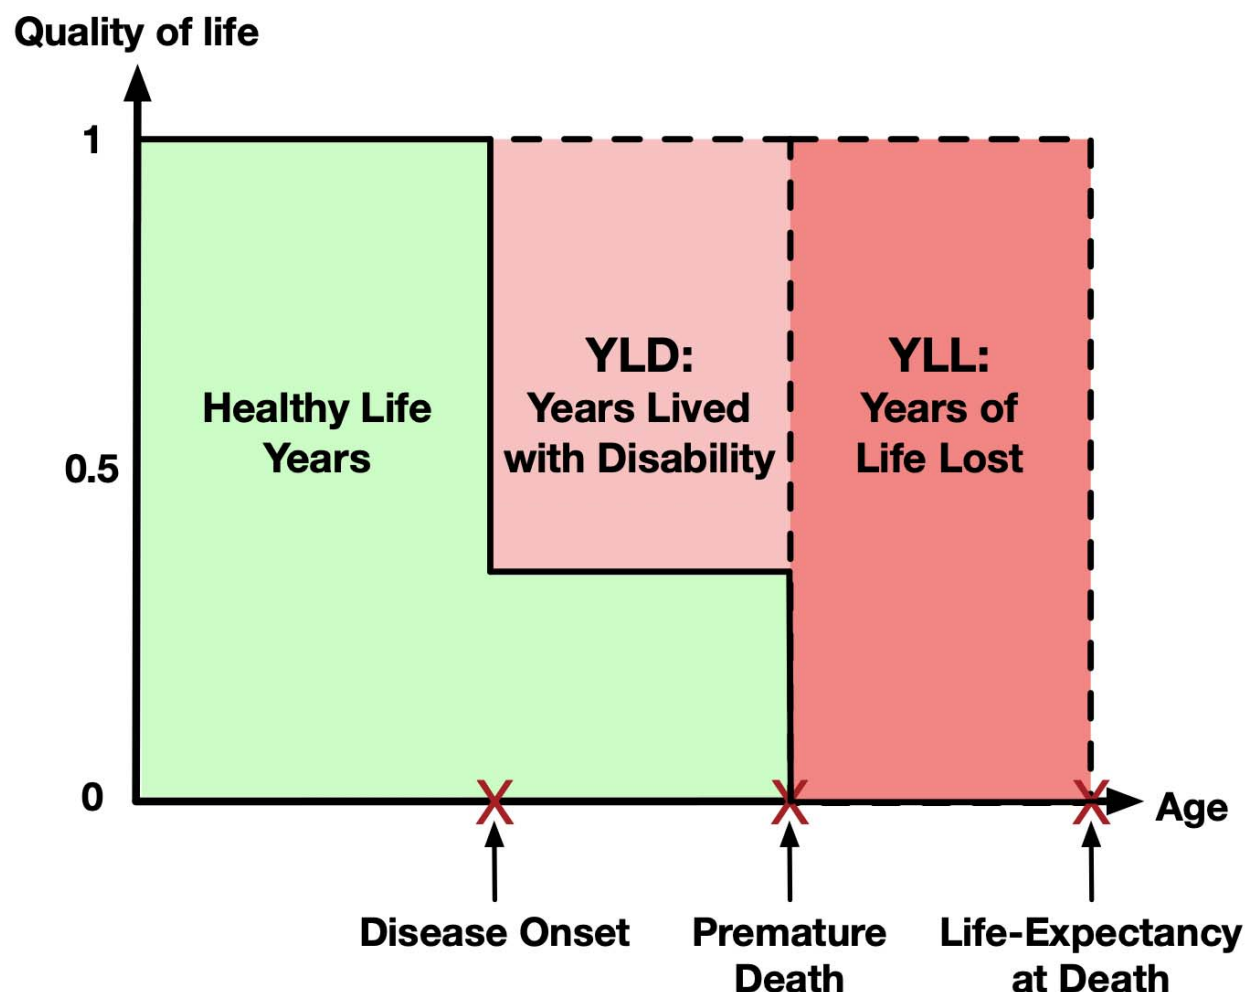 Quality of life
1
YLD:
YLL:
Healthy Life
Years
Years Lived
with Disability
Years of
Life Lost
0.5
0
Age
Disease Onset
Premature
Death
Life-Expectancy
at Death